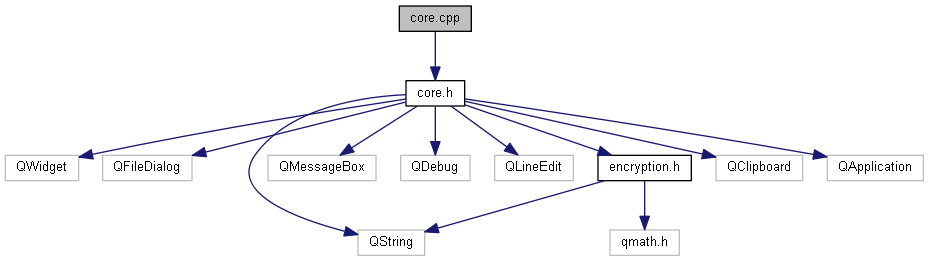 core.cpp
core.h
QWidget
QFileDialog
QMessageBox
QDebug
QLineEdit
encryption.h
QClipboard
QApplication
QString
qmath.h